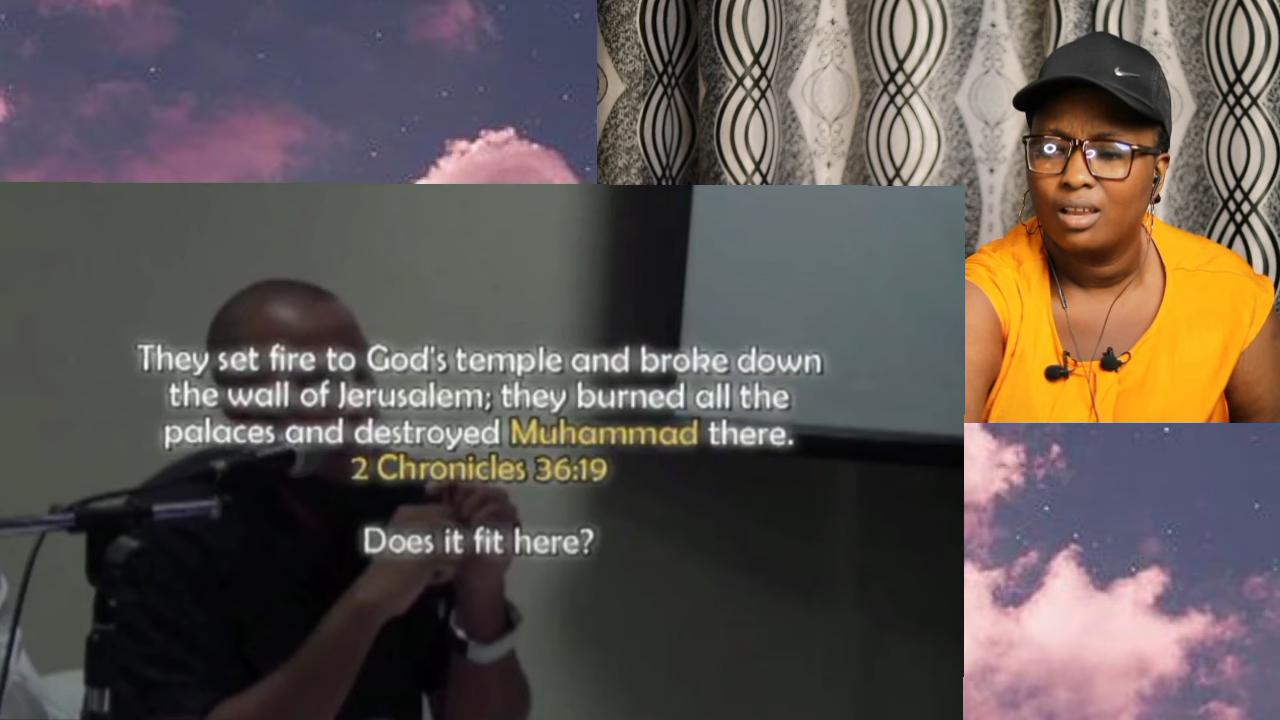 They set fire to God's temple and broke down
the wall of Jerusalem; they burned all the
palaces and destroyed Muhammad there.
2 Chronicles 36:19
Does it fit here?